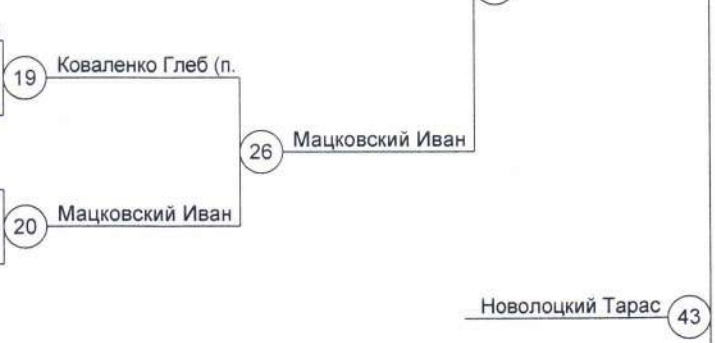 19 Коваленко Глеб (п.
26 Мацковский Иван
20 Мацковский Иван
Новолоцкий Тарас 43